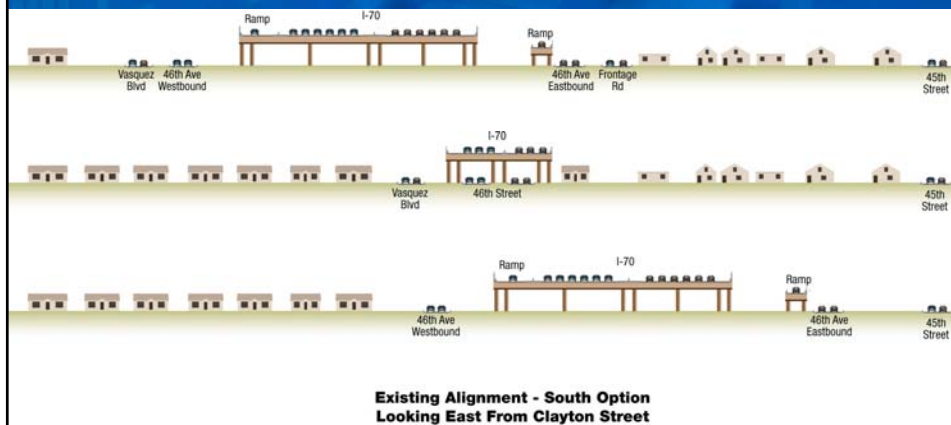 Ramp
I-70
Ramp
Vasquez
Blvd
46th Ave
Westbound
46th Ave
Eastbound
Frontage
Rd
45th
Street
I-70
Vasquez
Blvd
46th Street
45th
Street
Ramp
I-70
Ramp
46th Ave
Westbound
46th Ave
Eastbound
45th
Street
Existing Alignment - South Option
Looking East From Clayton Street